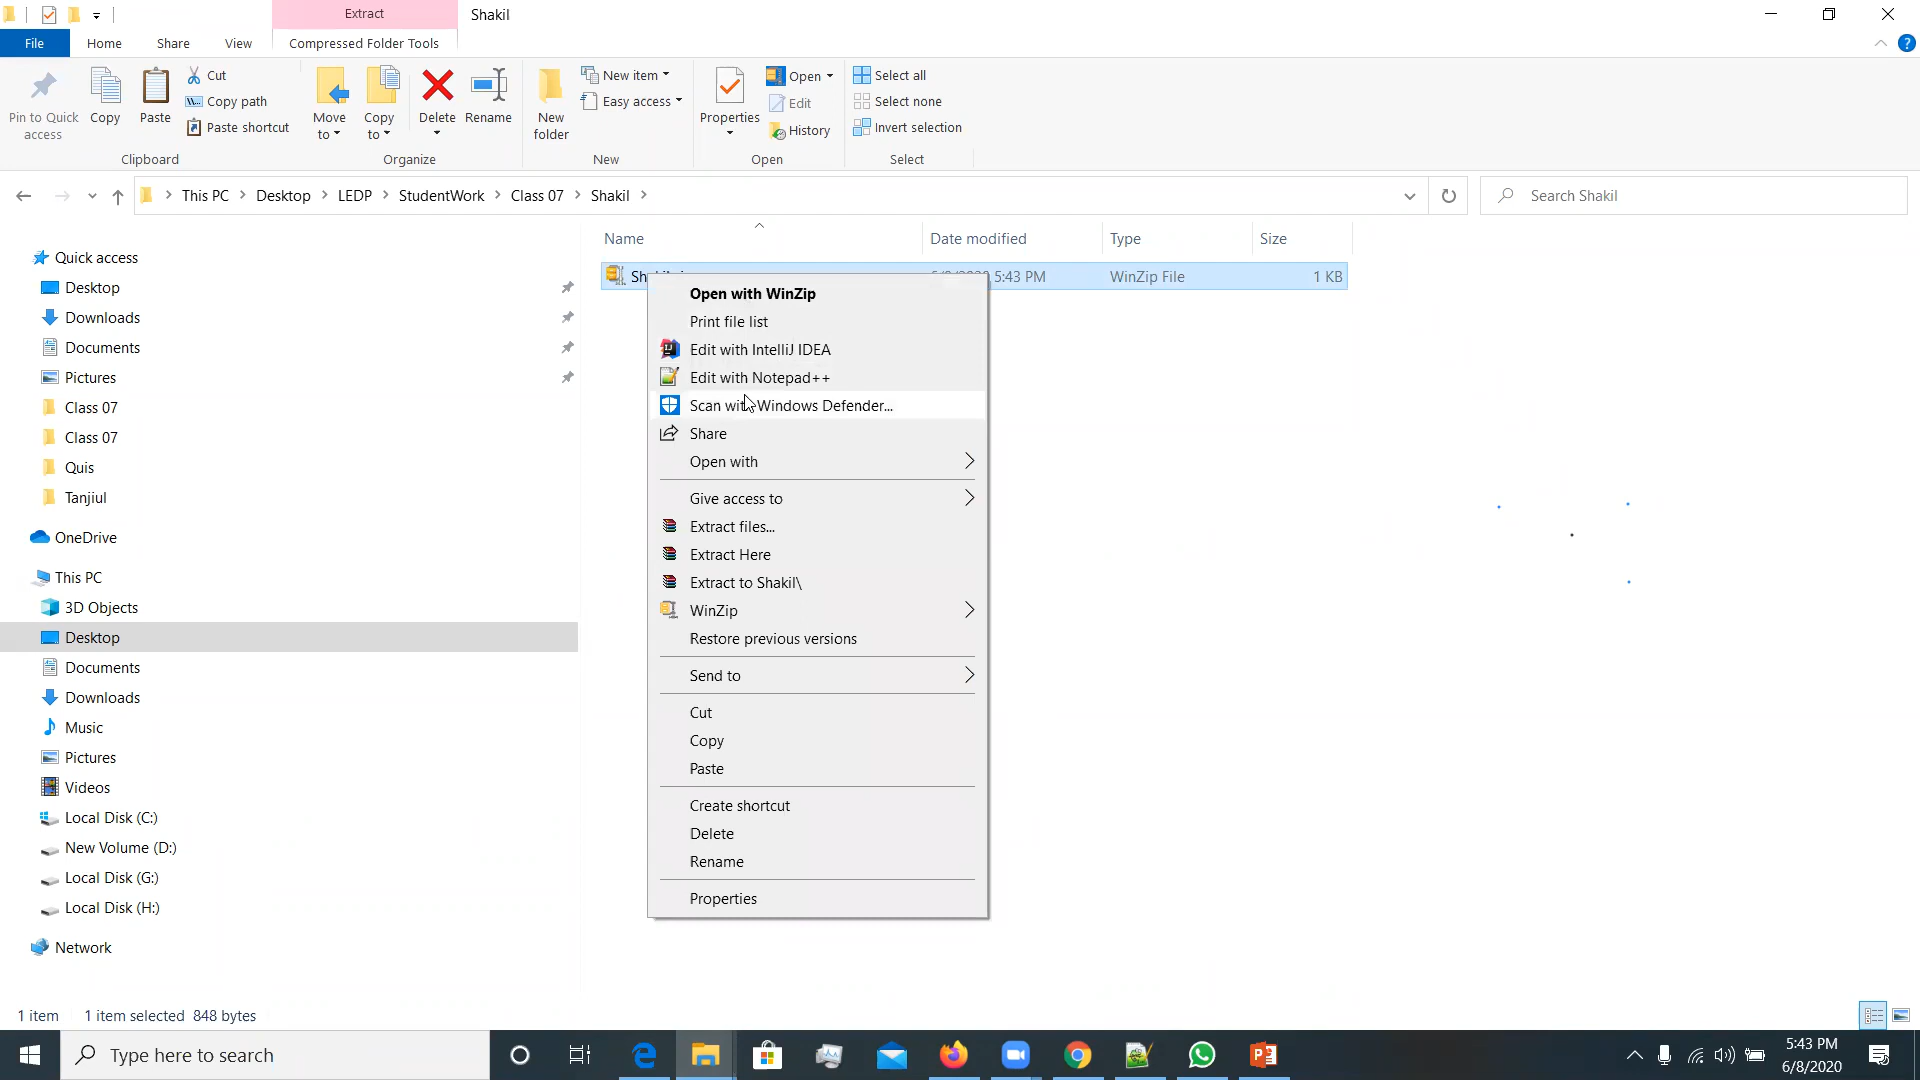 Extract
Shakil
File
Home
Share
View
Compressed Folder Tools
Pin to Quick access
Copy
Paste
Cut
Copy path
Paste shortcut
Clipboard
Move to
Copy to
Delete
Rename
Organize
New folder
New item
Easy access
New
Properties
Open
Edit
History
Open
Select all
Select none
Invert selection
Select
This PC
Desktop
LEDP
StudentWork
Class 07
Shakil
Search Shakil
Name
Date modified
Type
Size
5:43 PM
WinZip File
1 KB
Quick access
Desktop
Downloads
Documents
Pictures
Class 07
Class 07
Quis
Tanjiul
OneDrive
This PC
3D Objects
Desktop
Documents
Downloads
Music
Pictures
Videos
Local Disk (C:)
New Volume (D:)
Local Disk (G:)
Local Disk (H:)
Network
Open with WinZip
Print file list
Edit with IntelliJ IDEA
Edit with Notepad++
Scan with Windows Defender...
Share
Open with
Give access to
Extract files...
Extract Here
Extract to Shakil\
WinZip
Restore previous versions
Send to
Cut
Copy
Paste
Create shortcut
Delete
Rename
Properties
1 item
1 item selected 848 bytes
Type here to search
5:43 PM
6/8/2020